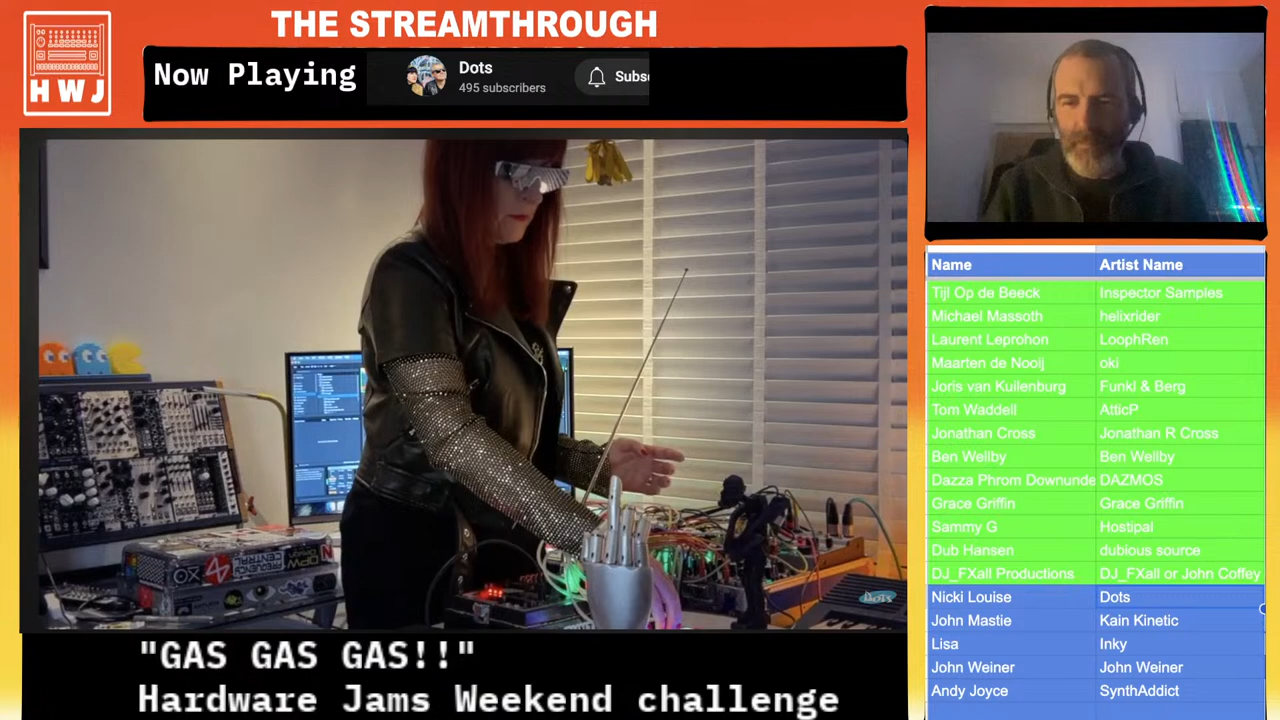 THE STREAMTHROUGH
HWJ
Now Playing
Dots
495 subscribers
Subs
Name Artist Name
Tijl Op de Beeck Inspector Samples
Michael Massoth helixrider
Laurent Leprohon LoophRen
Maarten de Nooij oki
Joris van Kuilenburg Funkl & Berg
Tom Waddell AtticP
Jonathan Cross Jonathan R Cross
Ben Wellby Ben Wellby
Dazza Phrom Downunde DAZMOS
Grace Griffin Grace Griffin
Sammy G Hostipal
Dub Hansen dubious source
DJ_FXall Productions DJ_FXall or John Coffey
Nicki Louise Dots
John Mastie Kain Kinetic
Lisa Inky
John Weiner John Weiner
Andy Joyce SynthAddict
Dots
"GAS GAS GAS!!"
Hardware Jams Weekend challenge